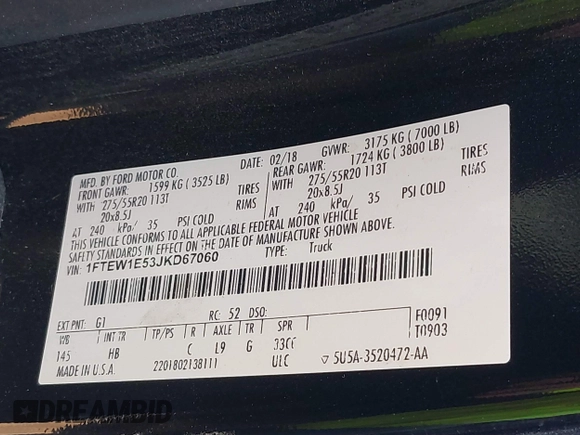 MFD. BY FORD MOTOR CO.
DATE: 02/18 GVWR: 3175 KG ( 7000 LB)
FRONT GAWR: 1599 KG ( 3525 LB)
REAR GAWR: 1724 KG ( 3800 LB)
WITH 275/55R20 113T TIRES
WITH 275/55R20 113T TIRES
20x8.5J RIMS
20x8.5J RIMS
AT 240 kPa/ 35 PSI COLD
AT 240 kPa/ 35 PSI COLD
THIS VEHICLE CONFORMS TO ALL APPLICABLE FEDERAL MOTOR VEHICLE
SAFETY STANDARDS IN EFFECT ON THE DATE OF MANUFACTURE SHOWN ABOVE.
VIN: 1FTEW1E53JKD67060 TYPE: Truck
EXT PNT: G1 RC: 52 DSO: F0091
WB INT TR TP/PS R AXLE TR SPR T0903
145 HB C L9 G 33C6
MADE IN U.S.A. 2201802138111 ULC ▽ 5U5A-3520472-AA
DREAMBID